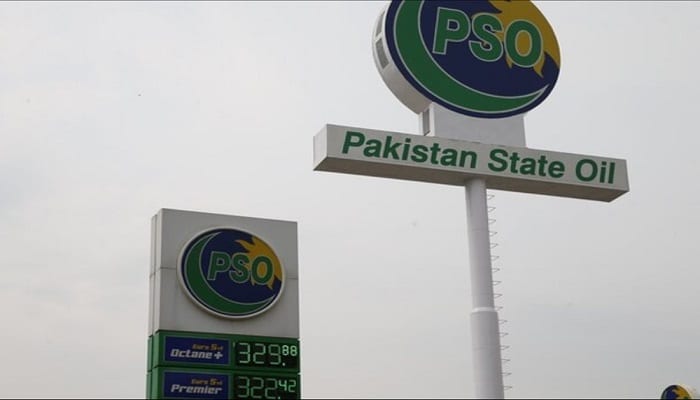 PSO
Pakistan State Oil
PSO
Euro 5
Octane+ 329.88
Euro 5
Premier 322.42